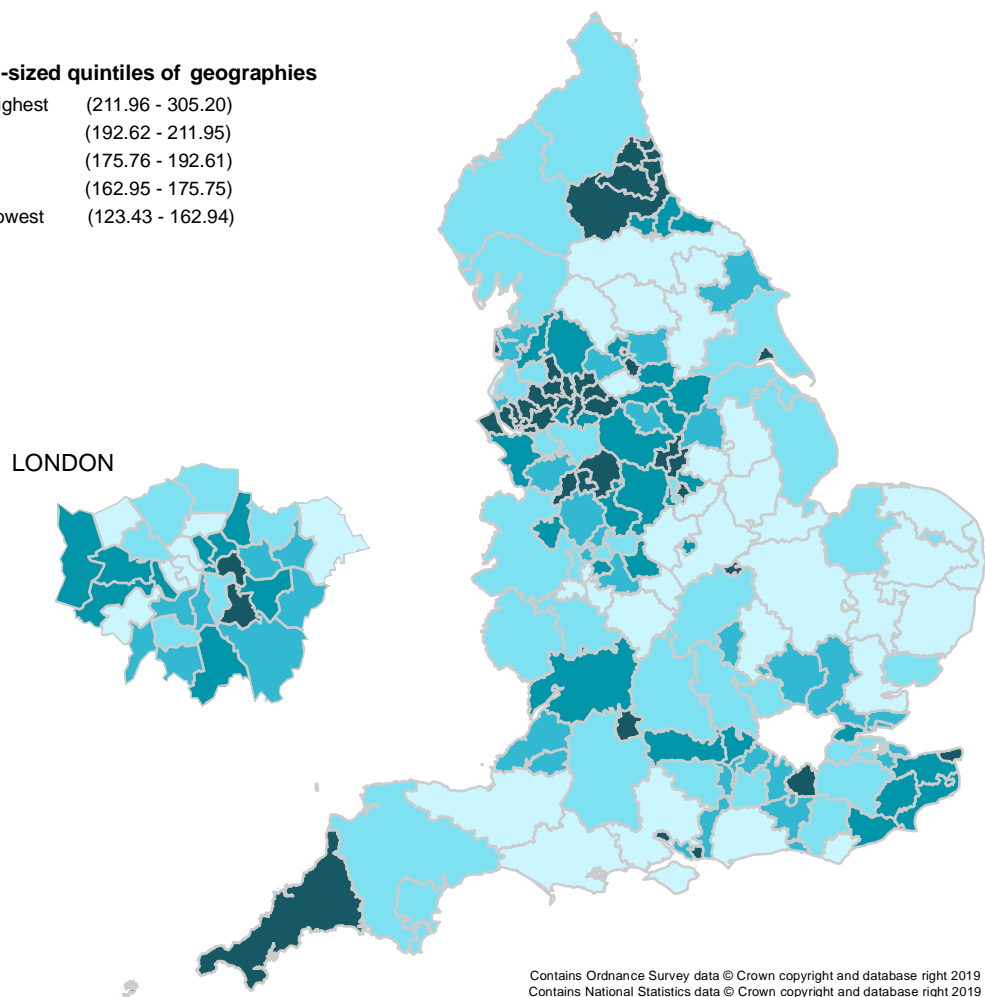 -sized quintiles of geographies
ighest (211.96 - 305.20)
(192.62 - 211.95)
(175.76 - 192.61)
(162.95 - 175.75)
owest (123.43 - 162.94)
LONDON
Contains Ordnance Survey data © Crown copyright and database right 2019
Contains National Statistics data © Crown copyright and database right 2019